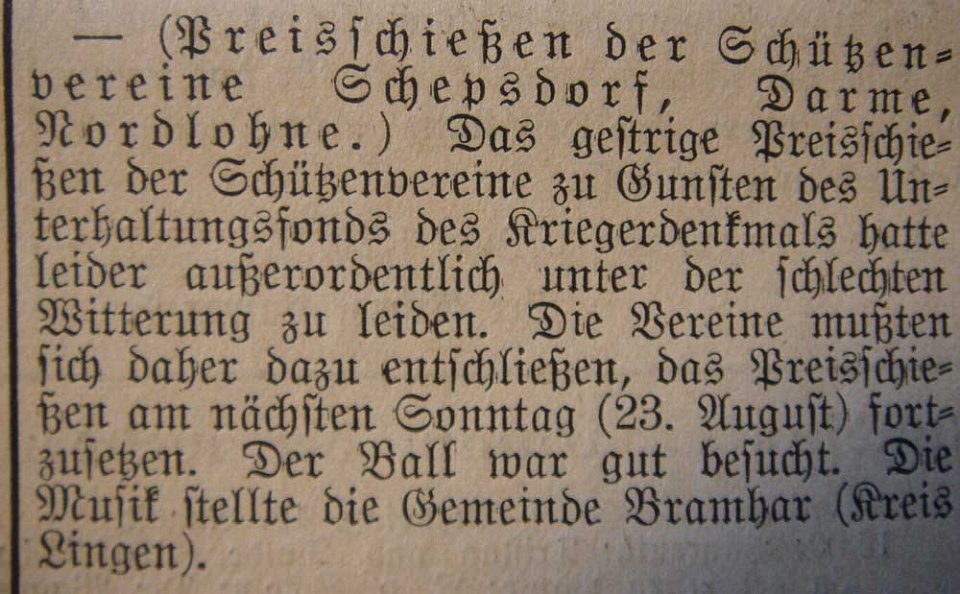 — (Preisschießen der Schützen-
vereine Schepsdorf, Darme,
Nordlohne.) Das gestrige Preisschie-
ßen der Schützenvereine zu Gunsten des Un-
terhaltungsfonds des Kriegerdenkmals hatte
leider außerordentlich unter der schlechten
Witterung zu leiden. Die Vereine mußten
sich daher dazu entschließen, das Preisschie-
ßen am nächsten Sonntag (23. August) fort-
zusetzen. Der Ball war gut besucht. Die
Musik stellte die Gemeinde Bramhar (Kreis
Lingen).